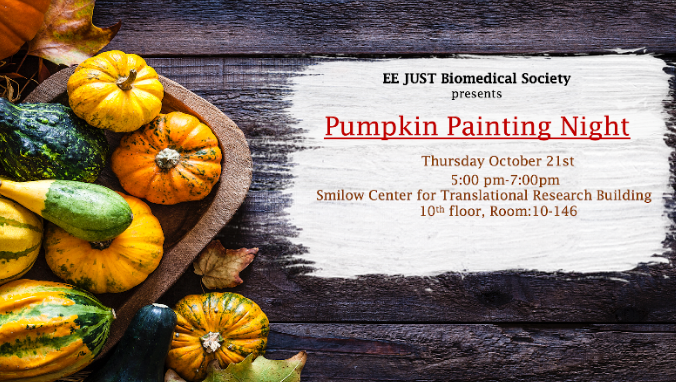 EE JUST Biomedical Society
presents
Pumpkin Painting Night
Thursday October 21st
5:00 pm-7:00pm
Smilow Center for Translational Research Building
10th floor, Room:10-146